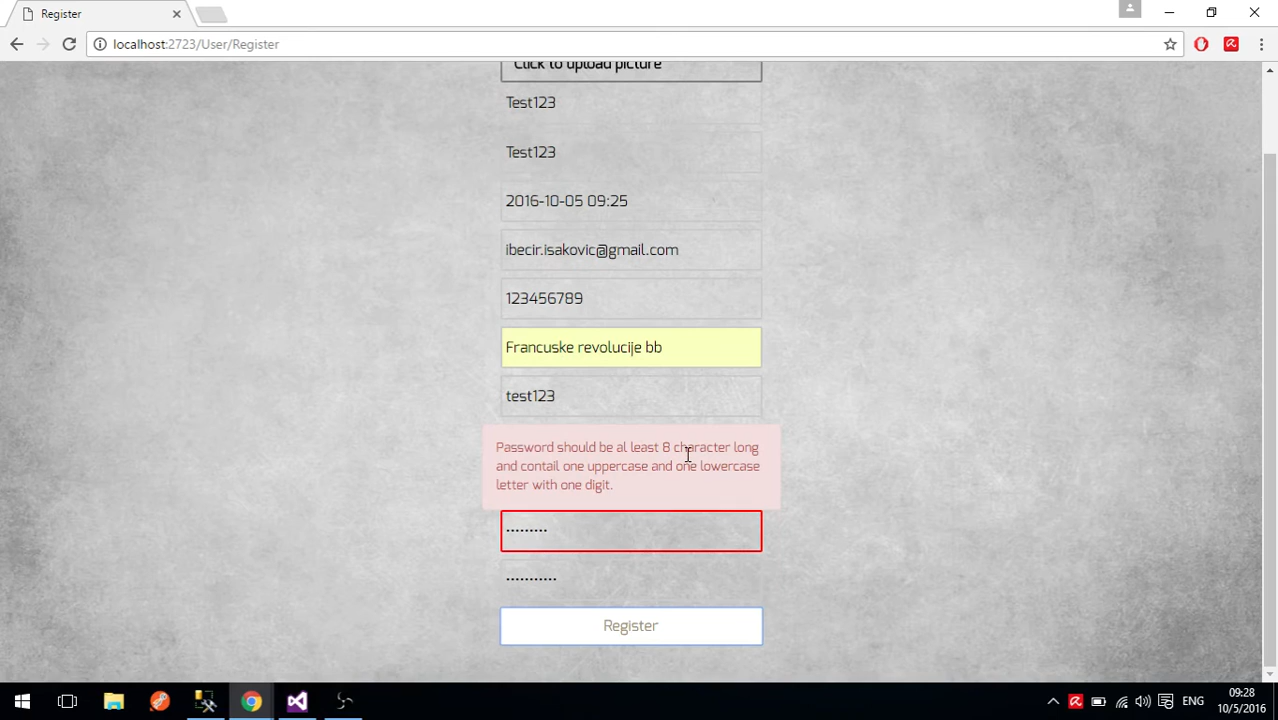 Register
localhost:2723/User/Register
Click to upload picture
Test123
Test123
2016-10-05 09:25
ibecir.isakovic@gmail.com
123456789
Francuske revolucije bb
test123
Password should be al least 8 character long
and contail one uppercase and one lowercase
letter with one digit.
Register
ENG
09:28
10/5/2016